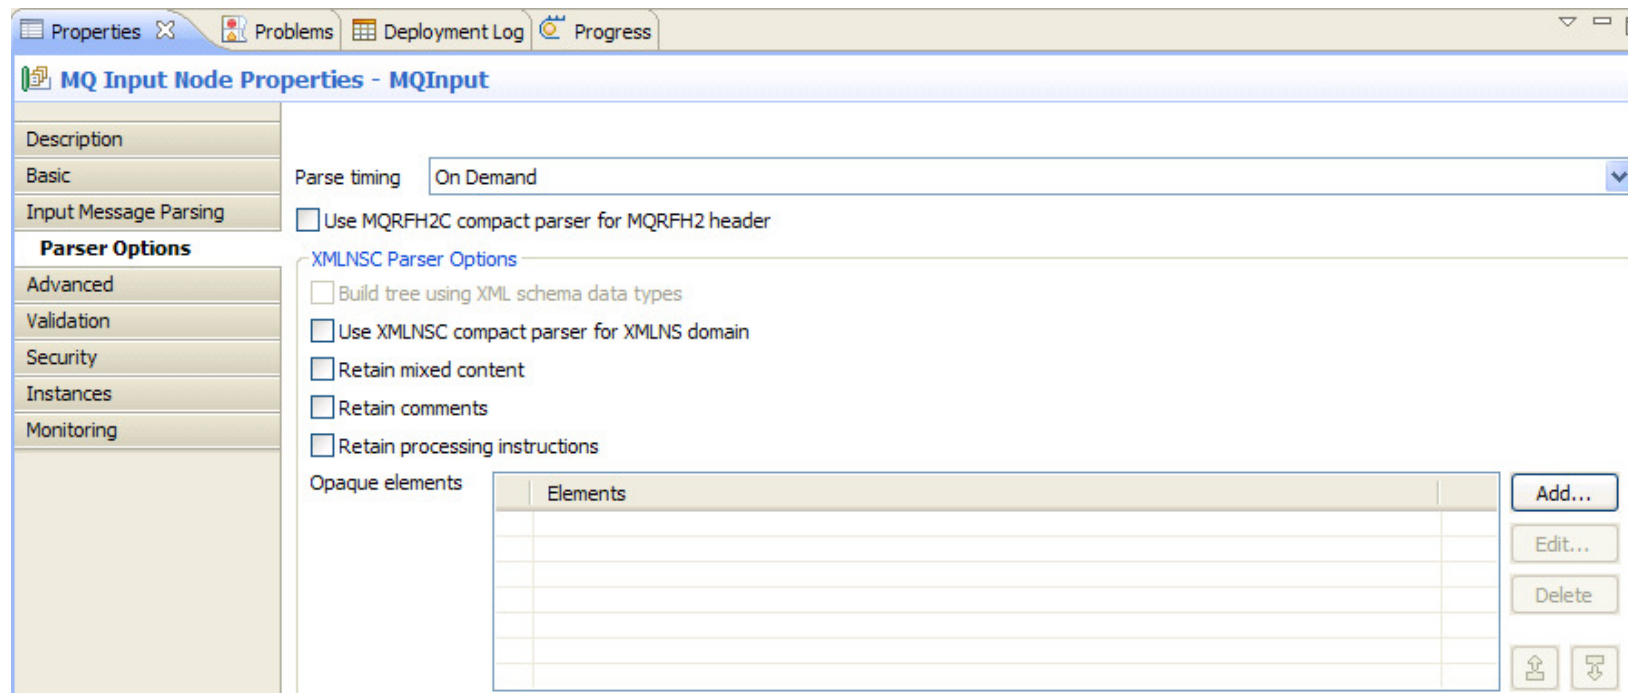 Properties Problems Deployment Log Progress
MQ Input Node Properties - MQInput
Description
Basic
Input Message Parsing
Parser Options
Advanced
Validation
Security
Instances
Monitoring
Parse timing On Demand
Use MQRFH2C compact parser for MQRFH2 header
XMLNSC Parser Options
Build tree using XML schema data types
Use XMLNSC compact parser for XMLNS domain
Retain mixed content
Retain comments
Retain processing instructions
Opaque elements Elements
Add...
Edit...
Delete